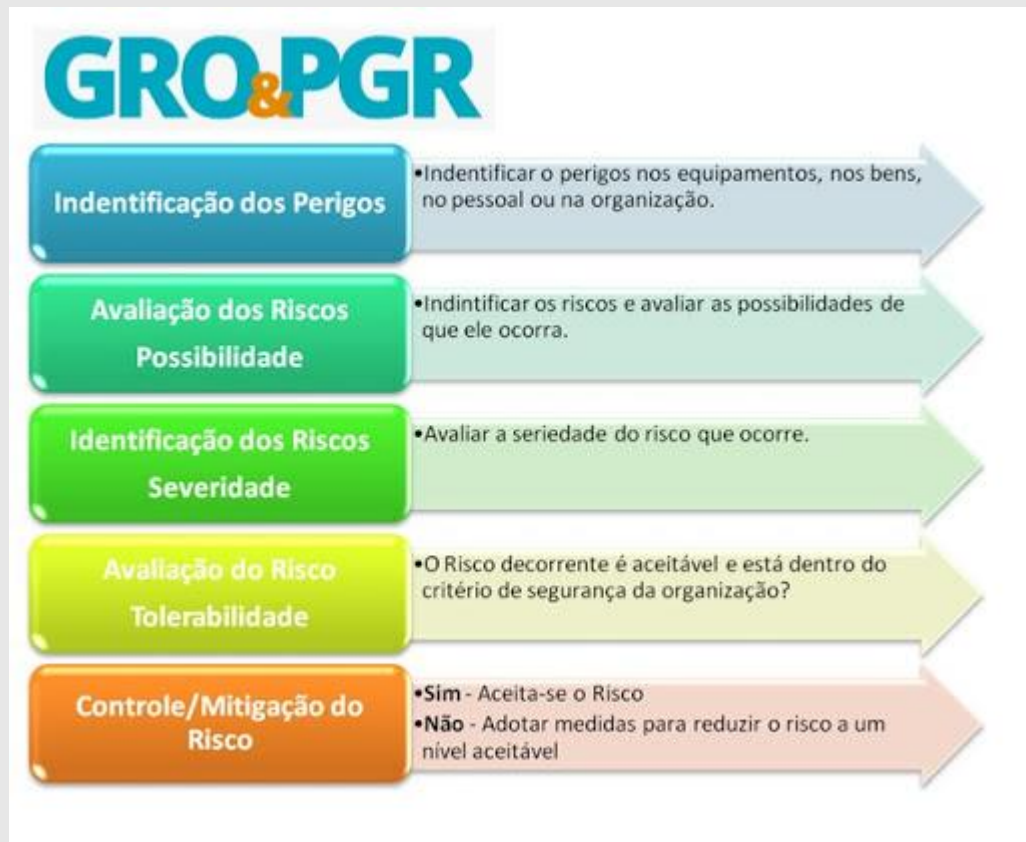 GRO&PGR
Indentificação dos Perigos
•Indentificar o perigos nos equipamentos, nos bens,
no pessoal ou na organização.
Avaliação dos Riscos
Possibilidade
•Indintificar os riscos e avaliar as possibilidades de
que ele ocorra.
Identificação dos Riscos
Severidade
•Avaliar a seriedade do risco que ocorre.
Avaliação do Risco
Tolerabilidade
•O Risco decorrente é aceitável e está dentro do
critério de segurança da organização?
Controle/Mitigação do
Risco
•Sim - Aceita-se o Risco
•Não - Adotar medidas para reduzir o risco a um
nível aceitável